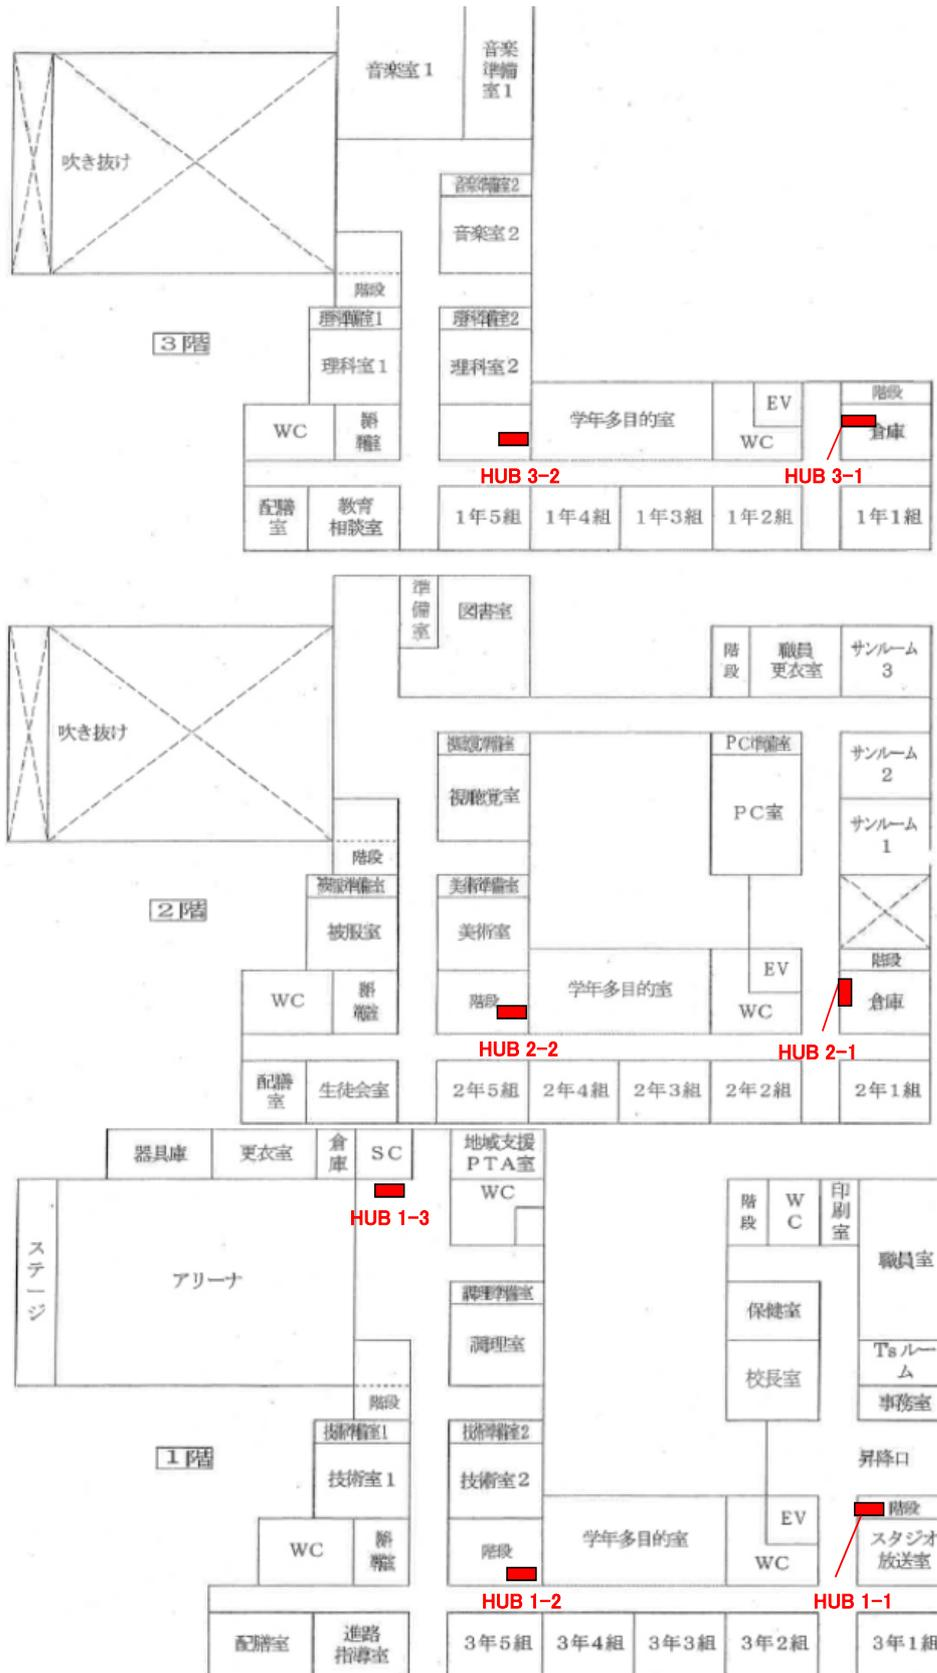 音楽室1
音楽
準備
室1
吹き抜け
音楽準備室2
音楽室2
階段
理科準備室1
理科準備室2
3階
理科室1
理科室2
WC
学年多目的室
EV
WC
階段
倉庫
HUB 3-2
HUB 3-1
配膳
室
教育
相談室
1年5組
1年4組
1年3組
1年2組
1年1組
準
備
室
図書室
階
段
職員
更衣室
サンルーム
3
吹き抜け
視聴覚準備室
視聴覚室
PC準備室
PC室
サンルーム
2
サンルーム
1
階段
2階
被服準備室
被服室
美術準備室
美術室
WC
階段
学年多目的室
EV
WC
階段
倉庫
HUB 2-2
HUB 2-1
配膳
室
生徒会室
2年5組
2年4組
2年3組
2年2組
2年1組
器具庫
更衣室
倉
庫
SC
地域支援
PTA室
WC
HUB 1-3
階
段
W
C
印
刷
室
職員室
ステージ
アリーナ
調理準備室
調理室
保健室
校長室
Tsルー
ム
事務室
階段
1階
技術準備室1
技術室1
技術準備室2
技術室2
昇降口
WC
階段
学年多目的室
EV
WC
階段
スタジオ
放送室
HUB 1-2
HUB 1-1
配膳室
進路
指導室
3年5組
3年4組
3年3組
3年2組
3年1組